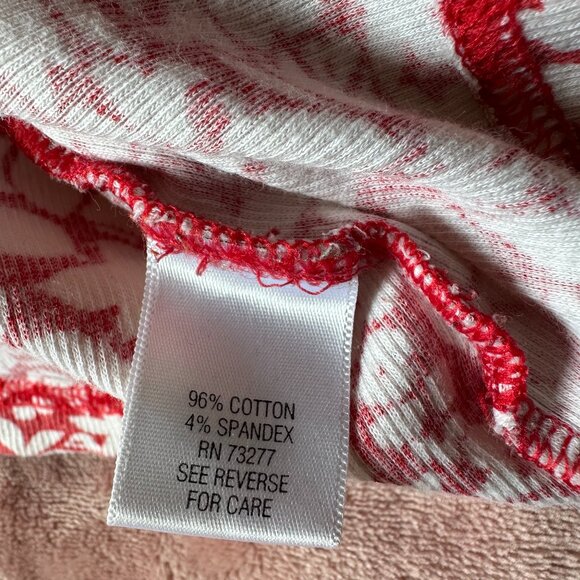 96% COTTON
4% SPANDEX
RN 73277
SEE REVERSE
FOR CARE